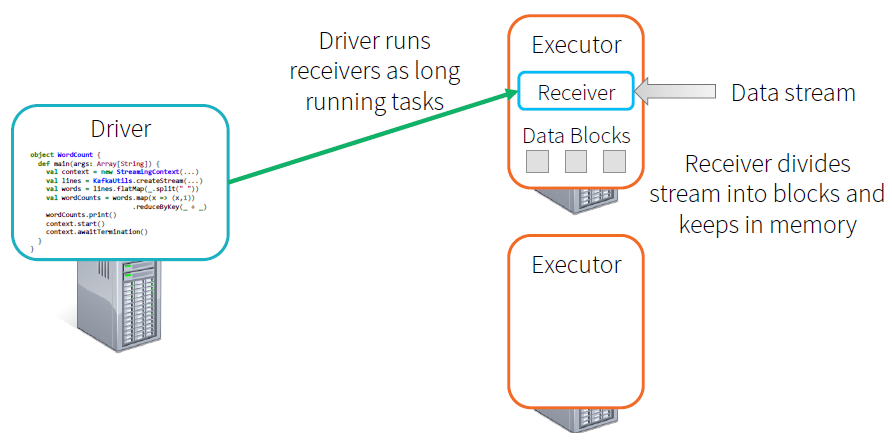 Driver runs
receivers as long
running tasks
Executor
Receiver
Data stream
Data Blocks
Receiver divides
stream into blocks and
keeps in memory
Driver
object WordCount {
def main(args: Array[String]) {
val context = new StreamingContext(...)
val lines = KafkaUtils.createStream(...)
val words = lines.flatMap(_.split(" "))
val wordCounts = words.map(x => (x,1))
.reduceByKey(_ + _)
wordCounts.print()
context.start()
context.awaitTermination()
}
}
Executor